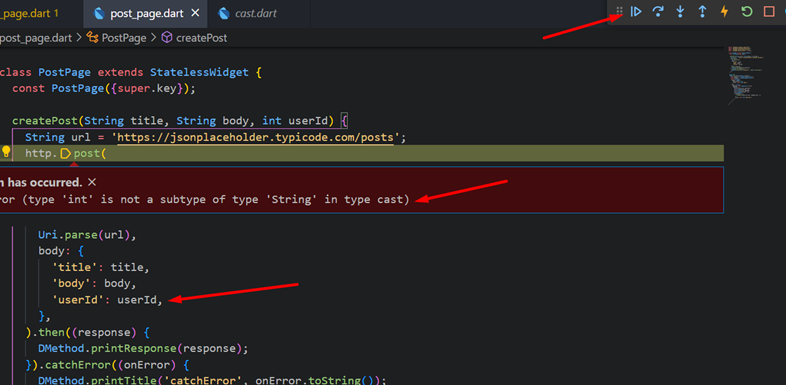 _page.dart 1 post_page.dart cast.dart
post_page.dart > PostPage > createPost
class PostPage extends StatelessWidget {
const PostPage({super.key});
createPost(String title, String body, int userId) {
String url = 'https://jsonplaceholder.typicode.com/posts';
http. post(
n has occurred.
ror (type 'int' is not a subtype of type 'String' in type cast)
Uri.parse(url),
body: {
'title': title,
'body': body,
'userId': userId,
},
).then((response) {
DMethod.printResponse(response);
}).catchError((onError) {
DMethod.printTitle('catchError', onError.toString());